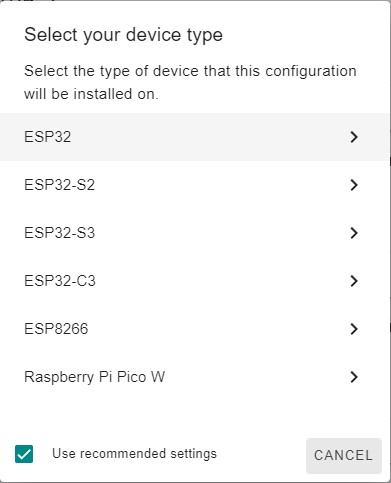 Select your device type
Select the type of device that this configuration
will be installed on.
ESP32
ESP32-S2
ESP32-S3
ESP32-C3
ESP8266
Raspberry Pi Pico W
Use recommended settings
CANCEL